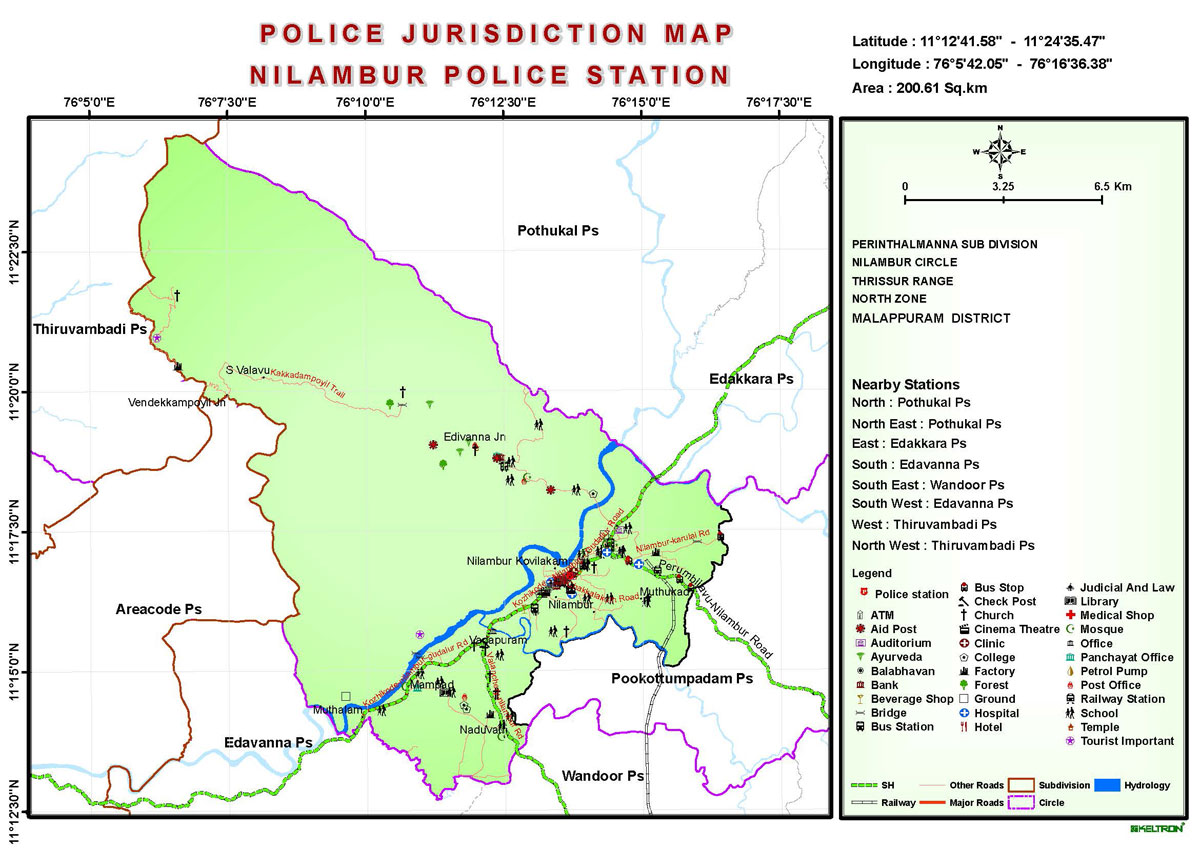 POLICE JURISDICTION MAP
NILAMBUR POLICE STATION
Latitude : 11°12'41.58" - 11°24'35.47"
Longitude : 76°5'42.05" - 76°16'36.38"
Area : 200.61 Sq.km
76°5'0"E
76°7'30"E
76°10'0"E
76°12'30"E
76°15'0"E
76°17'30"E
11°22'30"N
11°20'0"N
11°17'30"N
11°15'0"N
11°12'30"N
Pothukal Ps
Thiruvambadi Ps
S Valavu
Kakkadampoyil Trail
Vendekkampoyil Jn
Edakkara Ps
Edivanna Jn
Nilambur-karulai Rd
Nilambur Kovilakam
Perumbilavu-Nilambur Road
Muthukad
Nilambur
Areacode Ps
Vadapuram
Mampad
Muthalam
Naduvath
Pookottumpadam Ps
Edavanna Ps
Wandoor Ps
N
W E
S
0 3.25 6.5 Km
PERINTHALMANNA SUB DIVISION
NILAMBUR CIRCLE
THRISSUR RANGE
NORTH ZONE
MALAPPURAM DISTRICT
Nearby Stations
North : Pothukal Ps
North East : Pothukal Ps
East : Edakkara Ps
South : Edavanna Ps
South East : Wandoor Ps
South West : Edavanna Ps
West : Thiruvambadi Ps
North West : Thiruvambadi Ps
Legend
Police station
ATM
Aid Post
Auditorium
Ayurveda
Balabhavan
Bank
Beverage Shop
Bridge
Bus Station
Bus Stop
Check Post
Church
Cinema Theatre
Clinic
College
Factory
Forest
Ground
Hospital
Hotel
Judicial And Law
Library
Medical Shop
Mosque
Office
Panchayat Office
Petrol Pump
Post Office
Railway Station
School
Temple
Tourist Important
SH
Other Roads
Subdivision
Hydrology
Railway
Major Roads
Circle
KELTRON